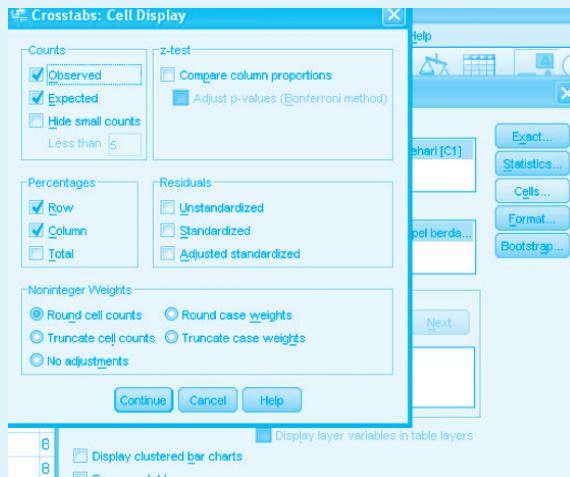 Crosstabs: Cell Display
Help
Counts
Observed
Expected
Hide small counts
Less than 5
z-test
Compare column proportions
Adjust p-values (Bonferroni method)
Percentages
Row
Column
Total
Residuals
Unstandardized
Standardized
Adjusted standardized
Noninteger Weights
Round cell counts
Round case weights
Truncate cell counts
Truncate case weights
No adjustments
Continue
Cancel
Help
ehari [C1]
pel berda...
Exact...
Statistics...
Cells...
Format...
Bootstrap...
Next
Display layer variables in table layers
8
Display clustered bar charts
8